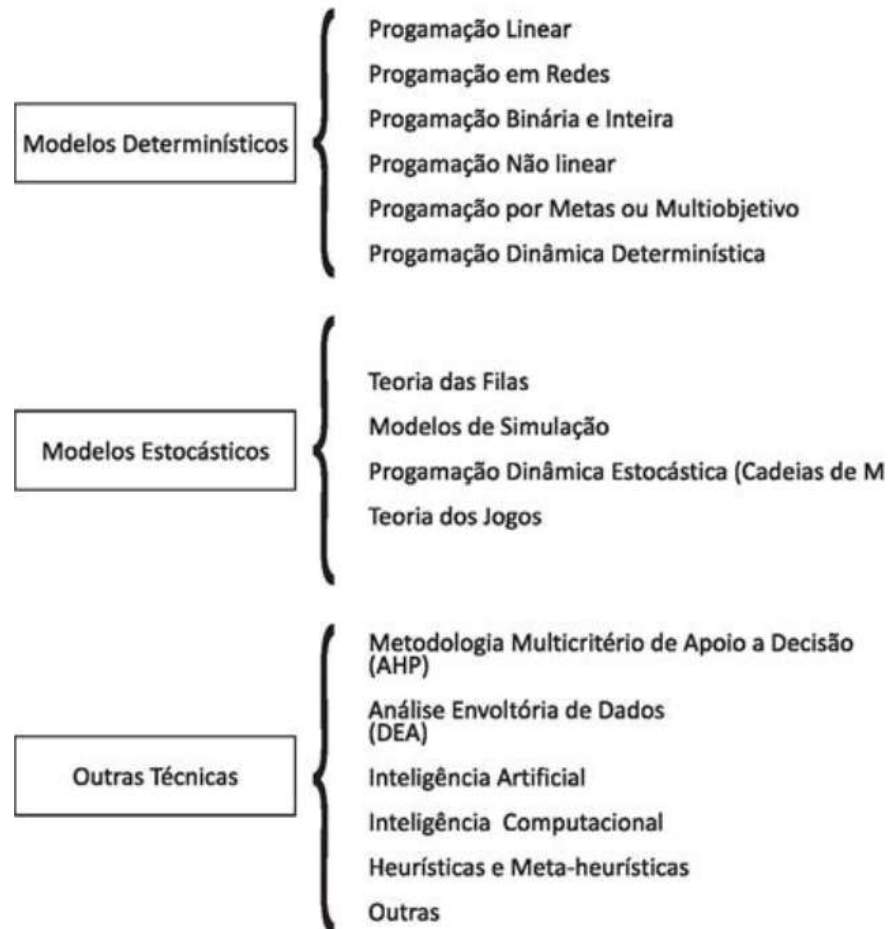 Modelos Determinísticos
Progamação Linear
Progamação em Redes
Progamação Binária e Inteira
Progamação Não linear
Progamação por Metas ou Multiobjetivo
Progamação Dinâmica Determinística
Modelos Estocásticos
Teoria das Filas
Modelos de Simulação
Progamação Dinâmica Estocástica (Cadeias de M
Teoria dos Jogos
Outras Técnicas
Metodologia Multicritério de Apoio a Decisão
(AHP)
Análise Envoltória de Dados
(DEA)
Inteligência Artificial
Inteligência Computacional
Heurísticas e Meta-heurísticas
Outras